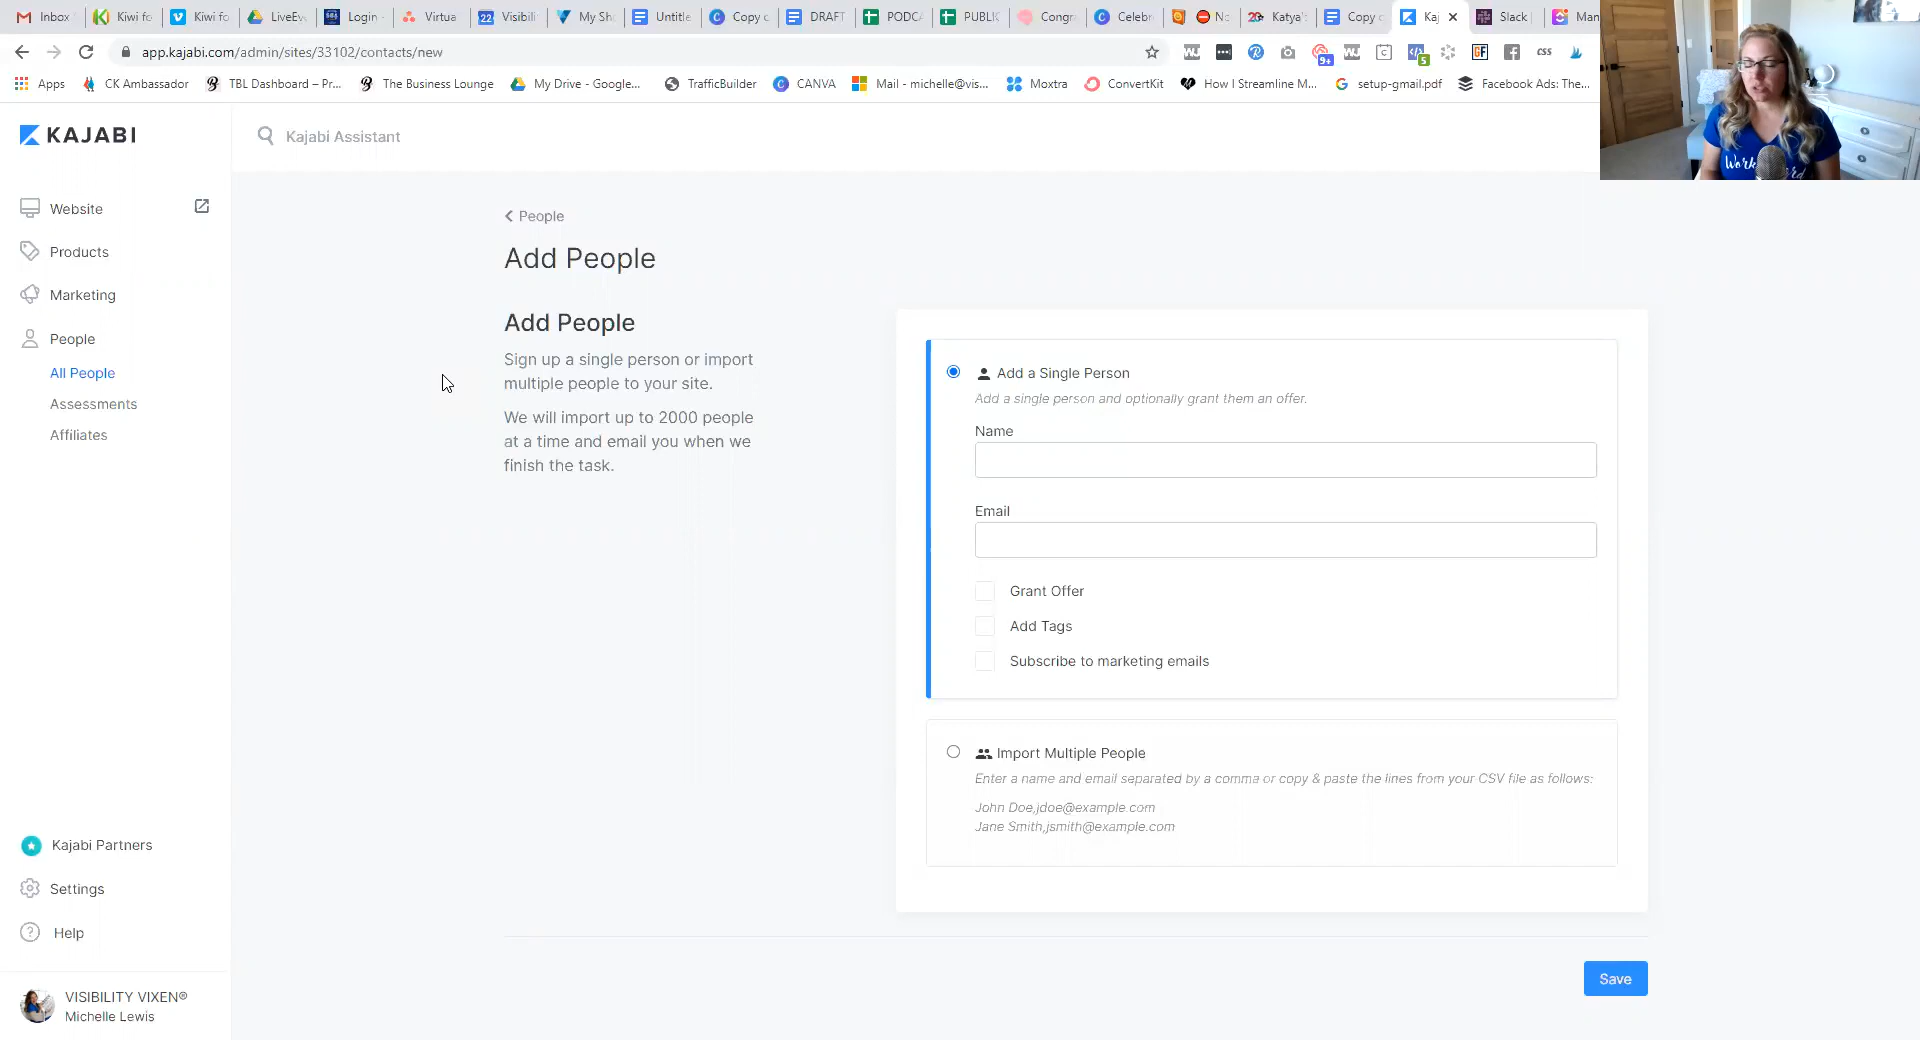 Inbox
Kiwi fo
Kiwi fo
LiveEv
Login
Virtua
22 Visibili
My Sh
Untitle
Copy c
DRAFT
PODCA
PUBLIC
Congr
Celebr
No
Katya's
Copy c
Kaj
Slack
Man
app.kajabi.com/admin/sites/33102/contacts/new
9+
5
GF
css
Apps
CK Ambassador
TBL Dashboard – Pr...
The Business Lounge
My Drive - Google...
TrafficBuilder
CANVA
Mail - michelle@vis...
Moxtra
ConvertKit
How I Streamline M...
setup-gmail.pdf
Facebook Ads: The...
KAJABI
Kajabi Assistant
Website
Products
Marketing
People
All People
Assessments
Affiliates
Kajabi Partners
Settings
Help
VISIBILITY VIXEN®
Michelle Lewis
People
Add People
Add People
Sign up a single person or import
multiple people to your site.
We will import up to 2000 people
at a time and email you when we
finish the task.
Add a Single Person
Add a single person and optionally grant them an offer.
Name
Email
Grant Offer
Add Tags
Subscribe to marketing emails
Import Multiple People
Enter a name and email separated by a comma or copy & paste the lines from your CSV file as follows:
John Doe,jdoe@example.com
Jane Smith,jsmith@example.com
Save